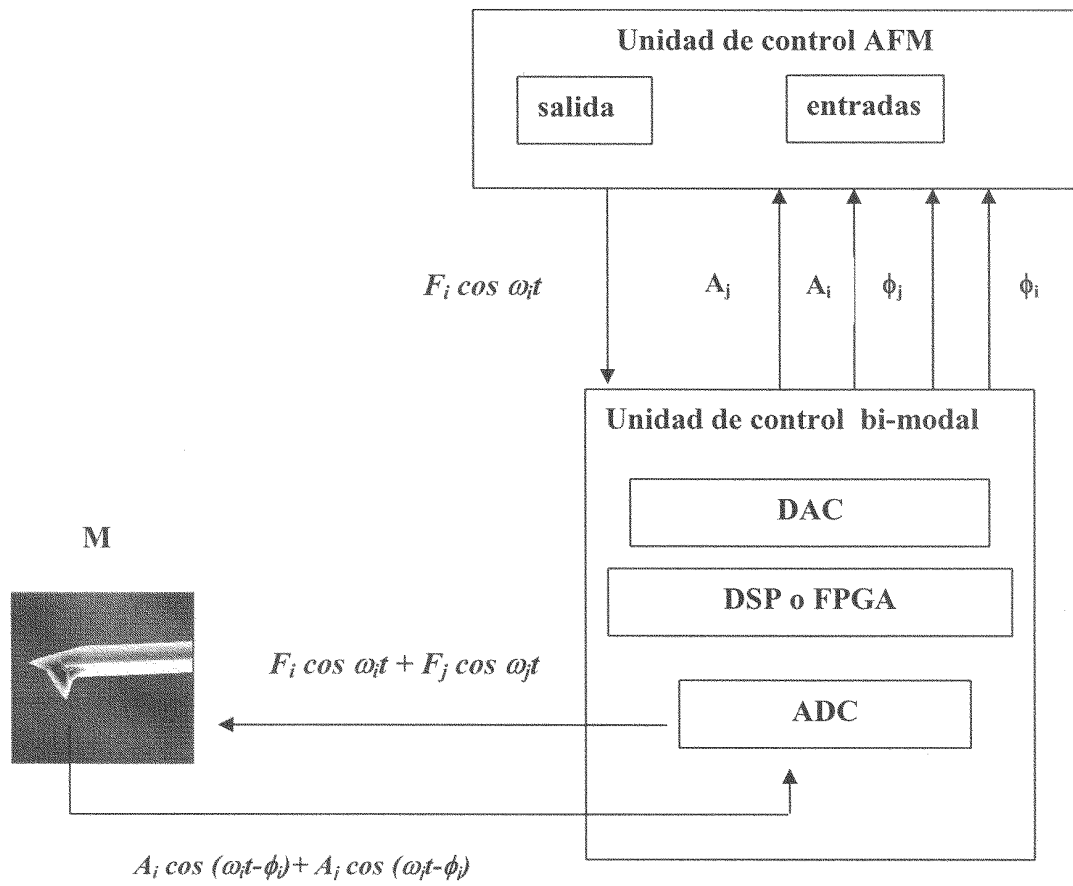 Unidad de control AFM
salida
entradas
F_i cos ω_it
A_j
A_i
ϕ_j
ϕ_i
Unidad de control bi-modal
DAC
M
DSP o FPGA
F_i cos ω_it + F_j cos ω_jt
ADC
A_i cos (ω_it-ϕ_i)+ A_j cos (ω_jt-ϕ_j)